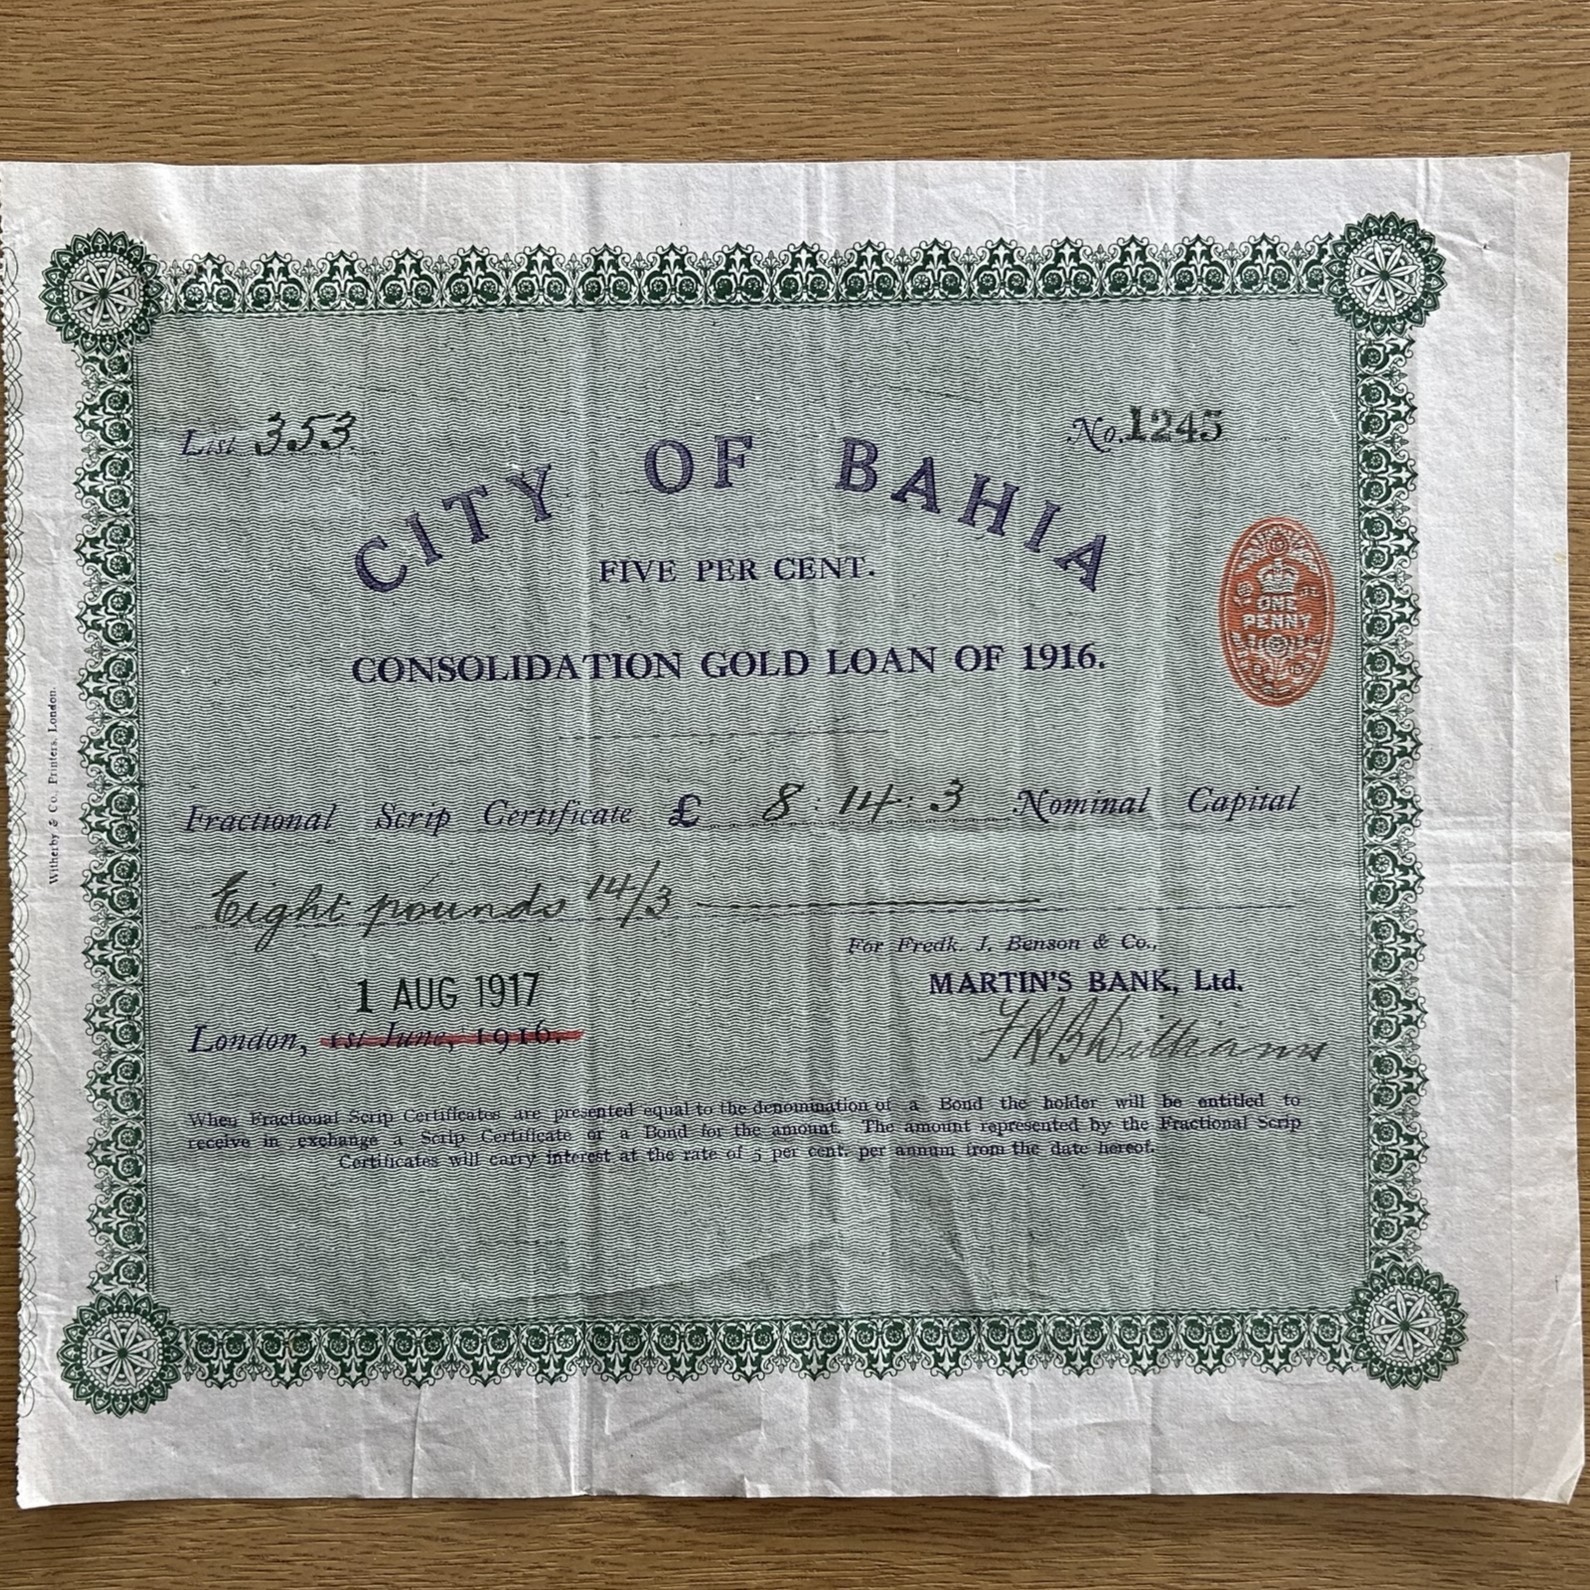 List 353 No. 1245
CITY OF BAHIA
FIVE PER CENT.
CONSOLIDATION GOLD LOAN OF 1916.
ONE
PENNY
Fractional Scrip Certificate £ 8 : 14 : 3 Nominal Capital
Eight pounds 14/3
For Fredk. J. Benson & Co.,
MARTIN'S BANK, Ltd.
1 AUG 1917
London, 1st June, 1916.
When Fractional Scrip Certificates are presented equal to the denomination of a Bond the holder will be entitled to
receive in exchange a Scrip Certificate or a Bond for the amount. The amount represented by the Fractional Scrip
Certificates will carry interest at the rate of 5 per cent. per annum from the date hereof.
Witherby & Co. Printers, London.